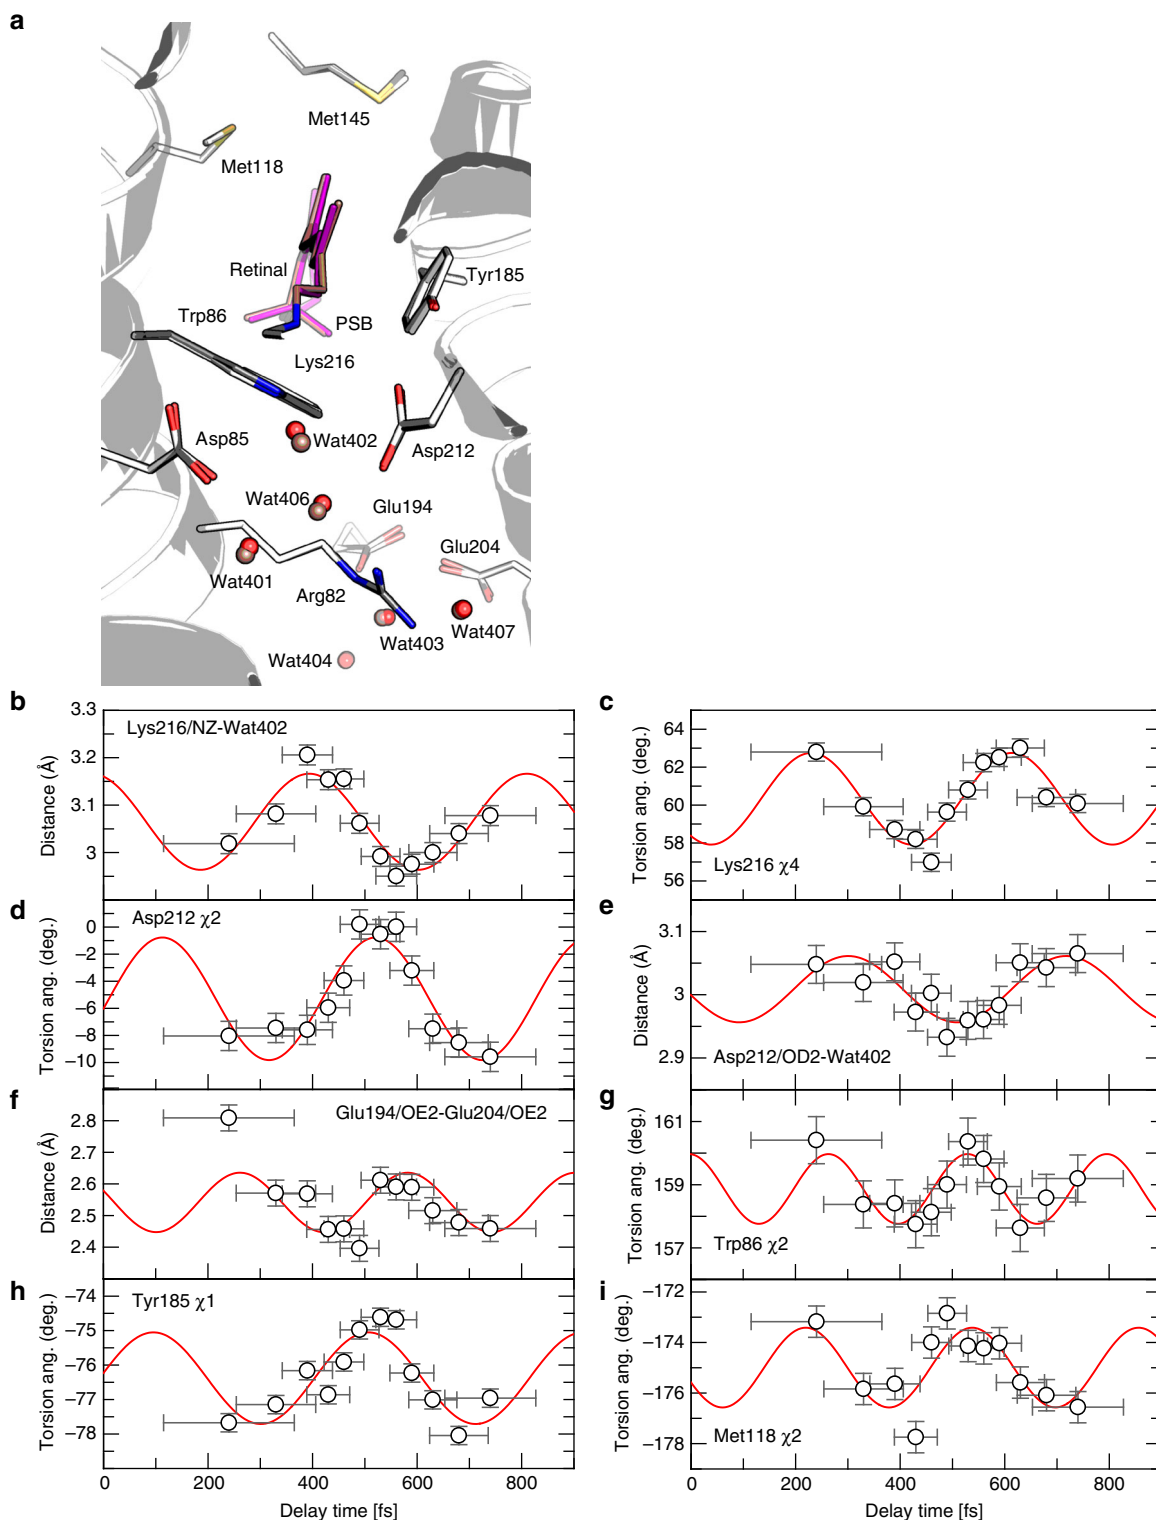 a
Met145
Met118
Retinal
Tyr185
Trp86
PSB
Lys216
Asp85
Wat402
Asp212
Wat406
Glu194
Glu204
Wat401
Arg82
Wat403
Wat407
Wat404
b
Lys216/NZ-Wat402
Distance (Å)
3.3
3.2
3.1
3
c
Lys216 χ4
Torsion ang. (deg.)
64
62
60
58
56
d
Asp212 χ2
Torsion ang. (deg.)
0
−2
−4
−6
−8
−10
e
Asp212/OD2-Wat402
Distance (Å)
3.1
3
2.9
f
Glu194/OE2-Glu204/OE2
Distance (Å)
2.8
2.7
2.6
2.5
2.4
g
Trp86 χ2
Torsion ang. (deg.)
161
159
157
h
Tyr185 χ1
Torsion ang. (deg.)
−74
−75
−76
−77
−78
0 200 400 600 800
Delay time [fs]
i
Met118 χ2
Torsion ang. (deg.)
−172
−174
−176
−178
0 200 400 600 800
Delay time [fs]